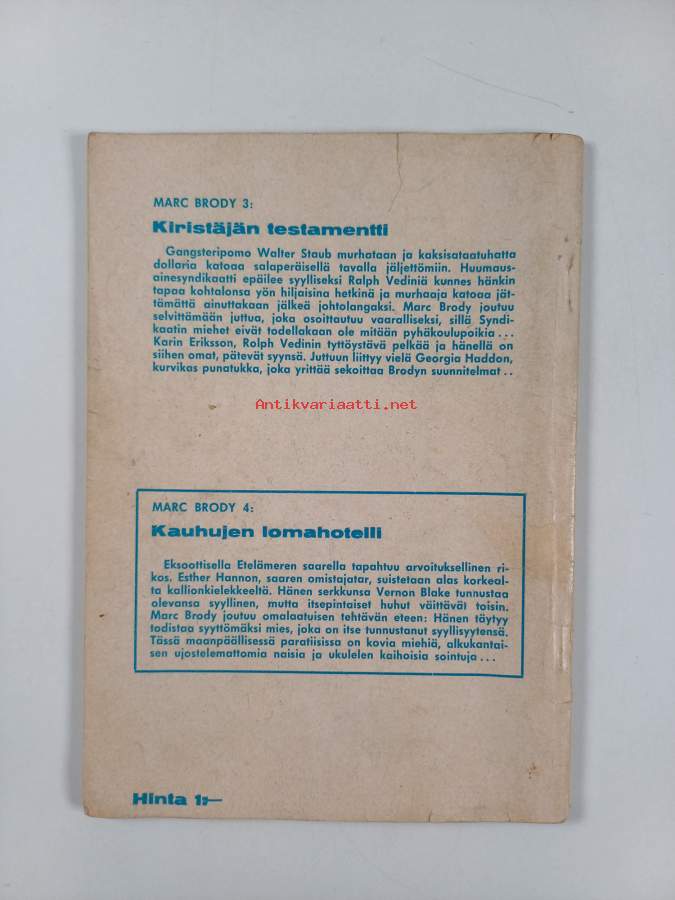 MARC BRODY 3:
Kiristäjän testamentti
Gangsteripomo Walter Staub murhataan ja kaksisataatuhatta
dollaria katoaa salaperäisellä tavalla jäljettömiin. Huumaus-
ainesyndikaatti epäilee syylliseksi Ralph Vediniä kunnes hänkin
tapaa kohtalonsa yön hiljaisina hetkinä ja murhaaja katoaa jät-
tämättä ainuttakaan jälkeä johtolangaksi. Marc Brody joutuu
selvittämään juttua, joka osoittautuu vaaralliseksi, sillä Syndi-
kaatin miehet eivät todellakaan ole mitään pyhäkoulupoikia...
Karin Eriksson, Rolph Vedinin tyttöystävä pelkää ja hänellä on
siihen omat, pätevät syynsä. Juttuun liittyy vielä Georgia Haddon,
kurvikas punatukka, joka yrittää sekoittaa Brodyn suunnitelmat..
Antikvariaatti.net
MARC BRODY 4:
Kauhujen lomahotelli
Eksoottisella Etelämeren saarella tapahtuu arvoituksellinen ri-
kos. Esther Hannon, saaren omistajatar, suistetaan alas korkeal-
ta kallionkielekkeeltä. Hänen serkkunsa Vernon Blake tunnustaa
olevansa syyllinen, mutta itsepintaiset huhut väittävät toisin.
Marc Brody joutuu omalaatuisen tehtävän eteen: Hänen täytyy
todistaa syyttömäksi mies, joka on itse tunnustanut syyllisyytensä.
Tässä maanpäällisessä paratiisissa on kovia miehiä, alkukantai-
sen ujostelemattomia naisia ja ukulelen kaihoisia sointuja...
Hinta 1:—